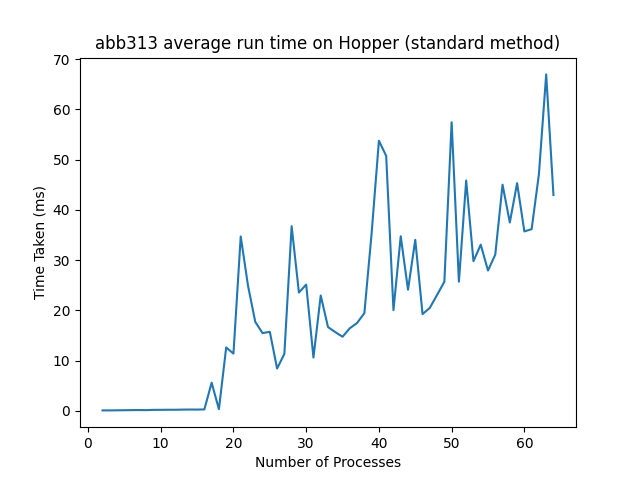 abb313 average run time on Hopper (standard method)
70
60
50
40
30
20
10
0
Time Taken (ms)
0 10 20 30 40 50 60
Number of Processes